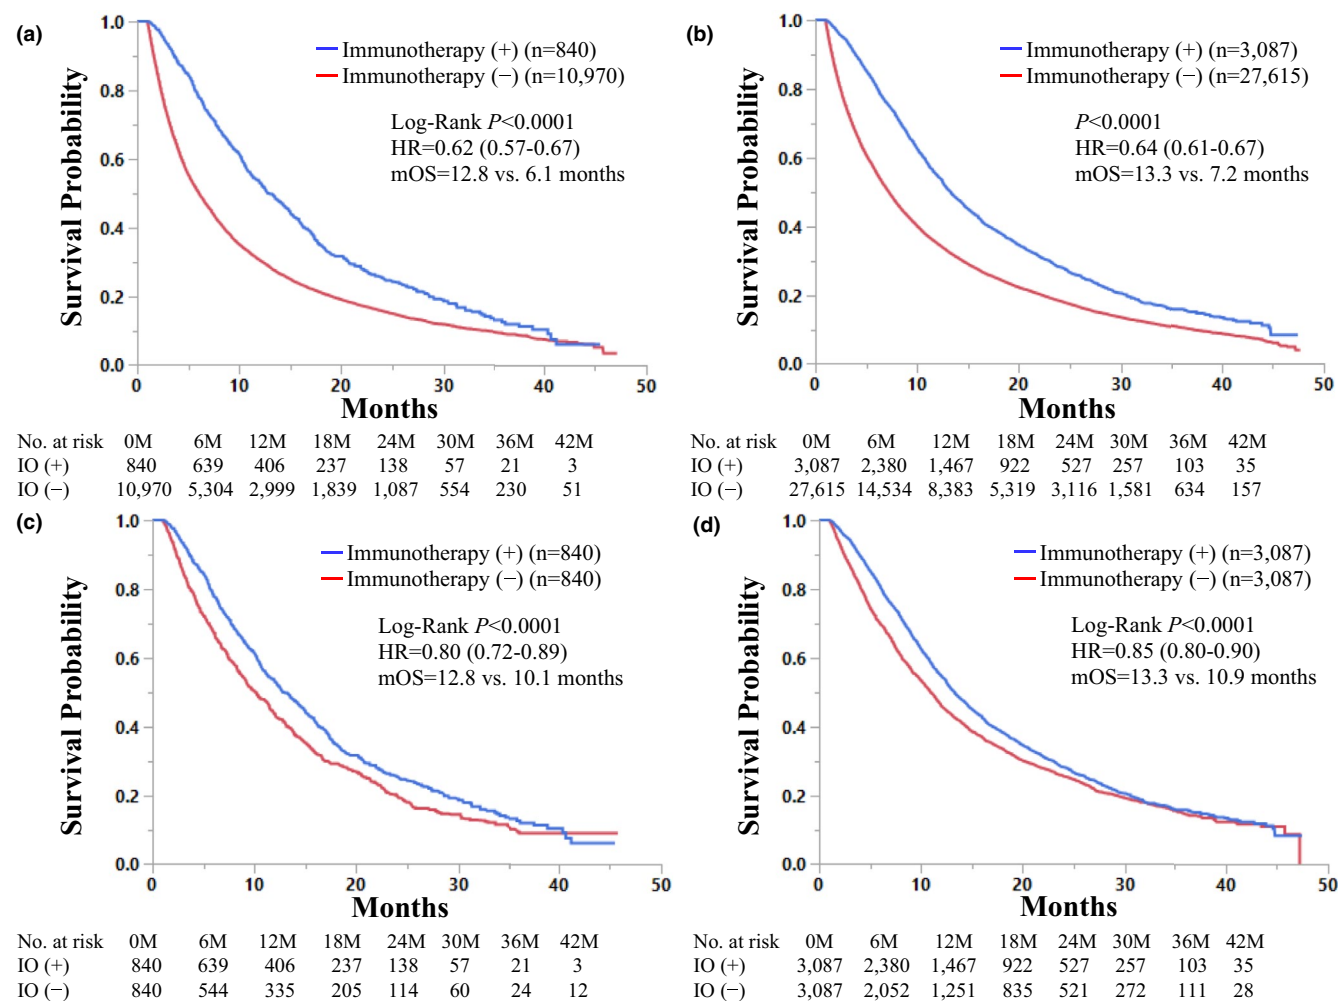 (a)
1.0
0.8
0.6
0.4
0.2
0.0
Survival Probability
Immunotherapy (+) (n=840)
Immunotherapy (−) (n=10,970)
Log-Rank P<0.0001
HR=0.62 (0.57-0.67)
mOS=12.8 vs. 6.1 months
0 10 20 30 40 50
Months
No. at risk 0M 6M 12M 18M 24M 30M 36M 42M
IO (+) 840 639 406 237 138 57 21 3
IO (−) 10,970 5,304 2,999 1,839 1,087 554 230 51
(b)
1.0
0.8
0.6
0.4
0.2
0.0
Survival Probability
Immunotherapy (+) (n=3,087)
Immunotherapy (−) (n=27,615)
P<0.0001
HR=0.64 (0.61-0.67)
mOS=13.3 vs. 7.2 months
0 10 20 30 40 50
Months
No. at risk 0M 6M 12M 18M 24M 30M 36M 42M
IO (+) 3,087 2,380 1,467 922 527 257 103 35
IO (−) 27,615 14,534 8,383 5,319 3,116 1,581 634 157
(c)
1.0
0.8
0.6
0.4
0.2
0.0
Survival Probability
Immunotherapy (+) (n=840)
Immunotherapy (−) (n=840)
Log-Rank P<0.0001
HR=0.80 (0.72-0.89)
mOS=12.8 vs. 10.1 months
0 10 20 30 40 50
Months
No. at risk 0M 6M 12M 18M 24M 30M 36M 42M
IO (+) 840 639 406 237 138 57 21 3
IO (−) 840 544 335 205 114 60 24 12
(d)
1.0
0.8
0.6
0.4
0.2
0.0
Survival Probability
Immunotherapy (+) (n=3,087)
Immunotherapy (−) (n=3,087)
Log-Rank P<0.0001
HR=0.85 (0.80-0.90)
mOS=13.3 vs. 10.9 months
0 10 20 30 40 50
Months
No. at risk 0M 6M 12M 18M 24M 30M 36M 42M
IO (+) 3,087 2,380 1,467 922 527 257 103 35
IO (−) 3,087 2,052 1,251 835 521 272 111 28